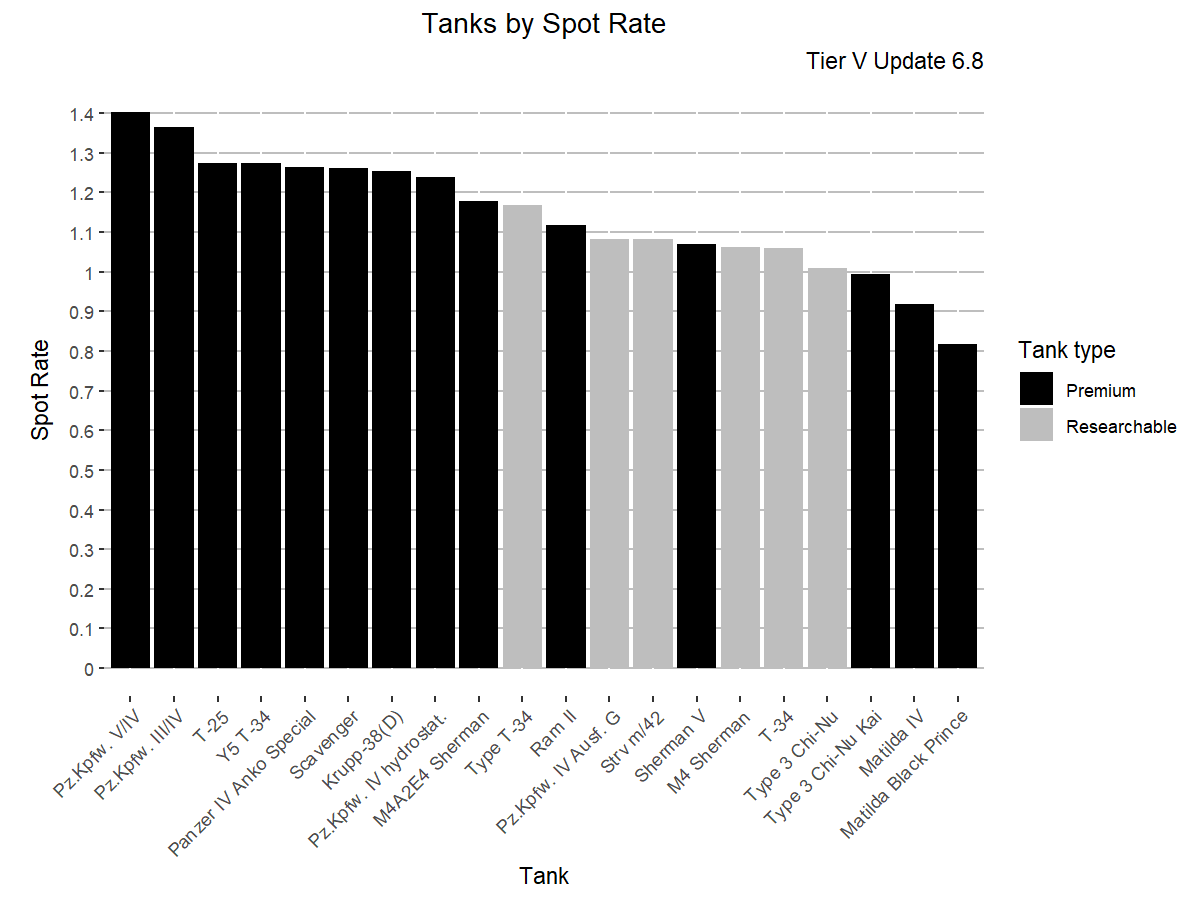 Tanks by Spot Rate
Tier V Update 6.8
Spot Rate
1.4
1.3
1.2
1.1
1
0.9
0.8
0.7
0.6
0.5
0.4
0.3
0.2
0.1
0
Pz.Kpfw. V/IV
Pz.Kpfw. III/IV
T-25
Y5 T-34
Panzer IV Anko Special
Scavenger
Krupp-38(D)
Pz.Kpfw. IV hydrostat.
M4A2E4 Sherman
Type T-34
Ram II
Pz.Kpfw. IV Ausf. G
Strv m/42
Sherman V
M4 Sherman
T-34
Type 3 Chi-Nu
Type 3 Chi-Nu Kai
Matilda IV
Matilda Black Prince
Tank
Tank type
Premium
Researchable